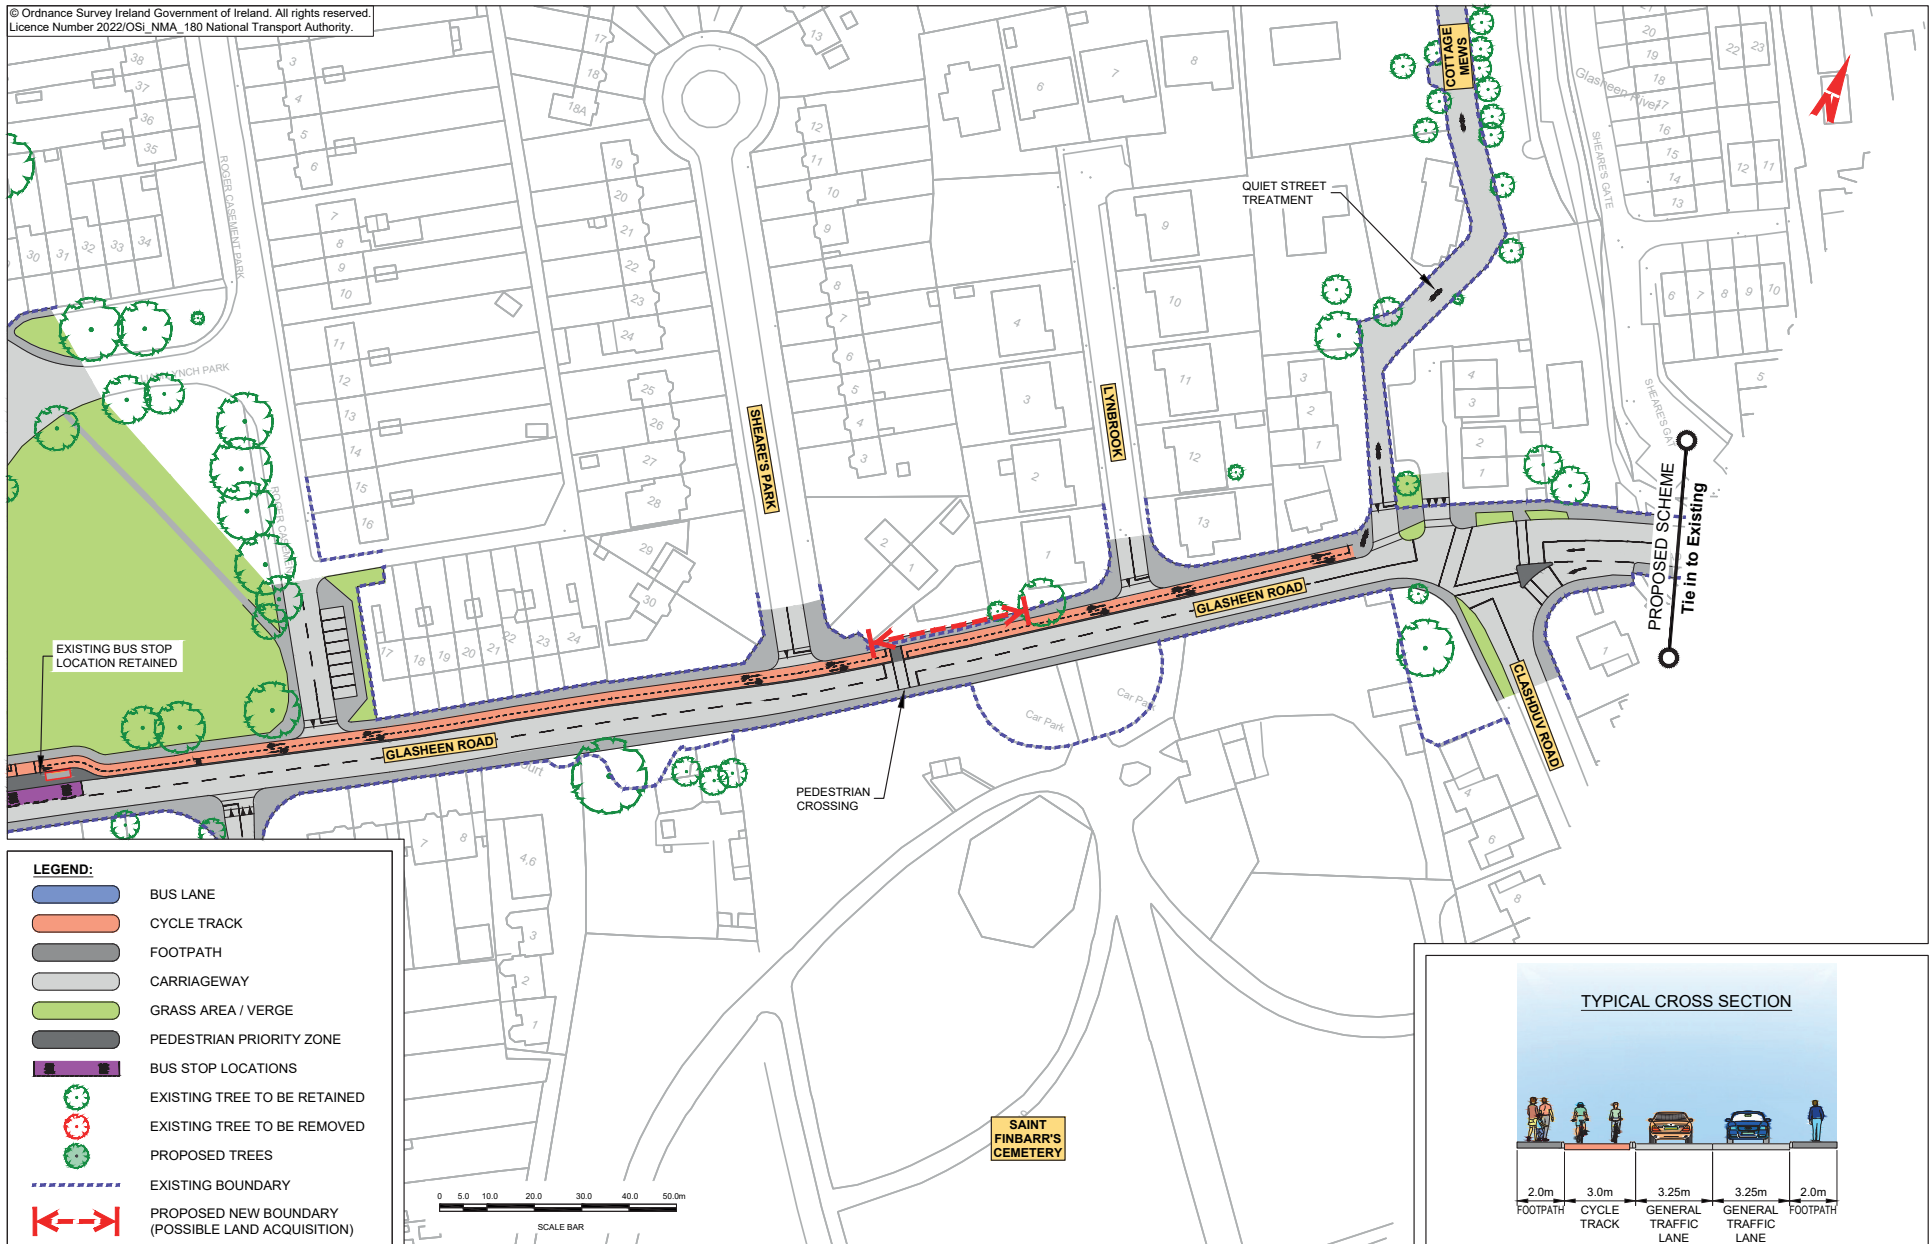 © Ordnance Survey Ireland Government of Ireland. All rights reserved.
Licence Number 2022/OSi_NMA_180 National Transport Authority.
COTTAGE
MEWS
Glasheen River
SHEARE'S GATE
ROGER CASEMENT PARK
QUIET STREET
TREATMENT
LYNCH PARK
SHEARE'S PARK
LYNBROOK
PROPOSED SCHEME
Tie in to Existing
EXISTING BUS STOP
LOCATION RETAINED
GLASHEEN ROAD
GLASHEEN ROAD
CLASHDUV ROAD
Car Park
Car Park
PEDESTRIAN
CROSSING
LEGEND:
BUS LANE
CYCLE TRACK
FOOTPATH
CARRIAGEWAY
GRASS AREA / VERGE
PEDESTRIAN PRIORITY ZONE
BUS STOP LOCATIONS
EXISTING TREE TO BE RETAINED
EXISTING TREE TO BE REMOVED
PROPOSED TREES
EXISTING BOUNDARY
PROPOSED NEW BOUNDARY
(POSSIBLE LAND ACQUISITION)
0 5.0 10.0 20.0 30.0 40.0 50.0m
SCALE BAR
SAINT
FINBARR'S
CEMETERY
TYPICAL CROSS SECTION
2.0m 3.0m 3.25m 3.25m 2.0m
FOOTPATH CYCLE GENERAL GENERAL FOOTPATH
TRACK TRAFFIC TRAFFIC
LANE LANE